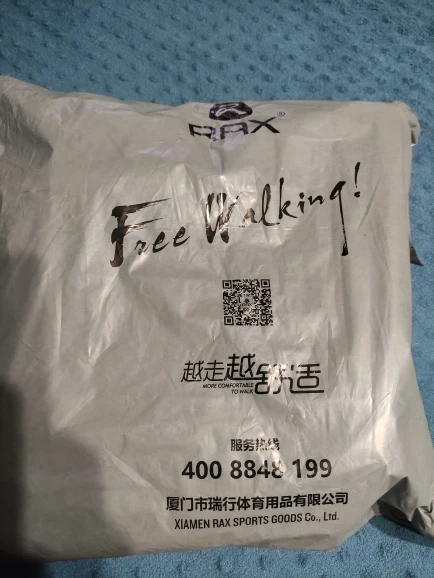 RAX®
Free Walking!
越走越舒适
MORE COMFORTABLE
TO WALK
服务热线
400 8848 199
厦门市瑞行体育用品有限公司
XIAMEN RAX SPORTS GOODS Co., Ltd.